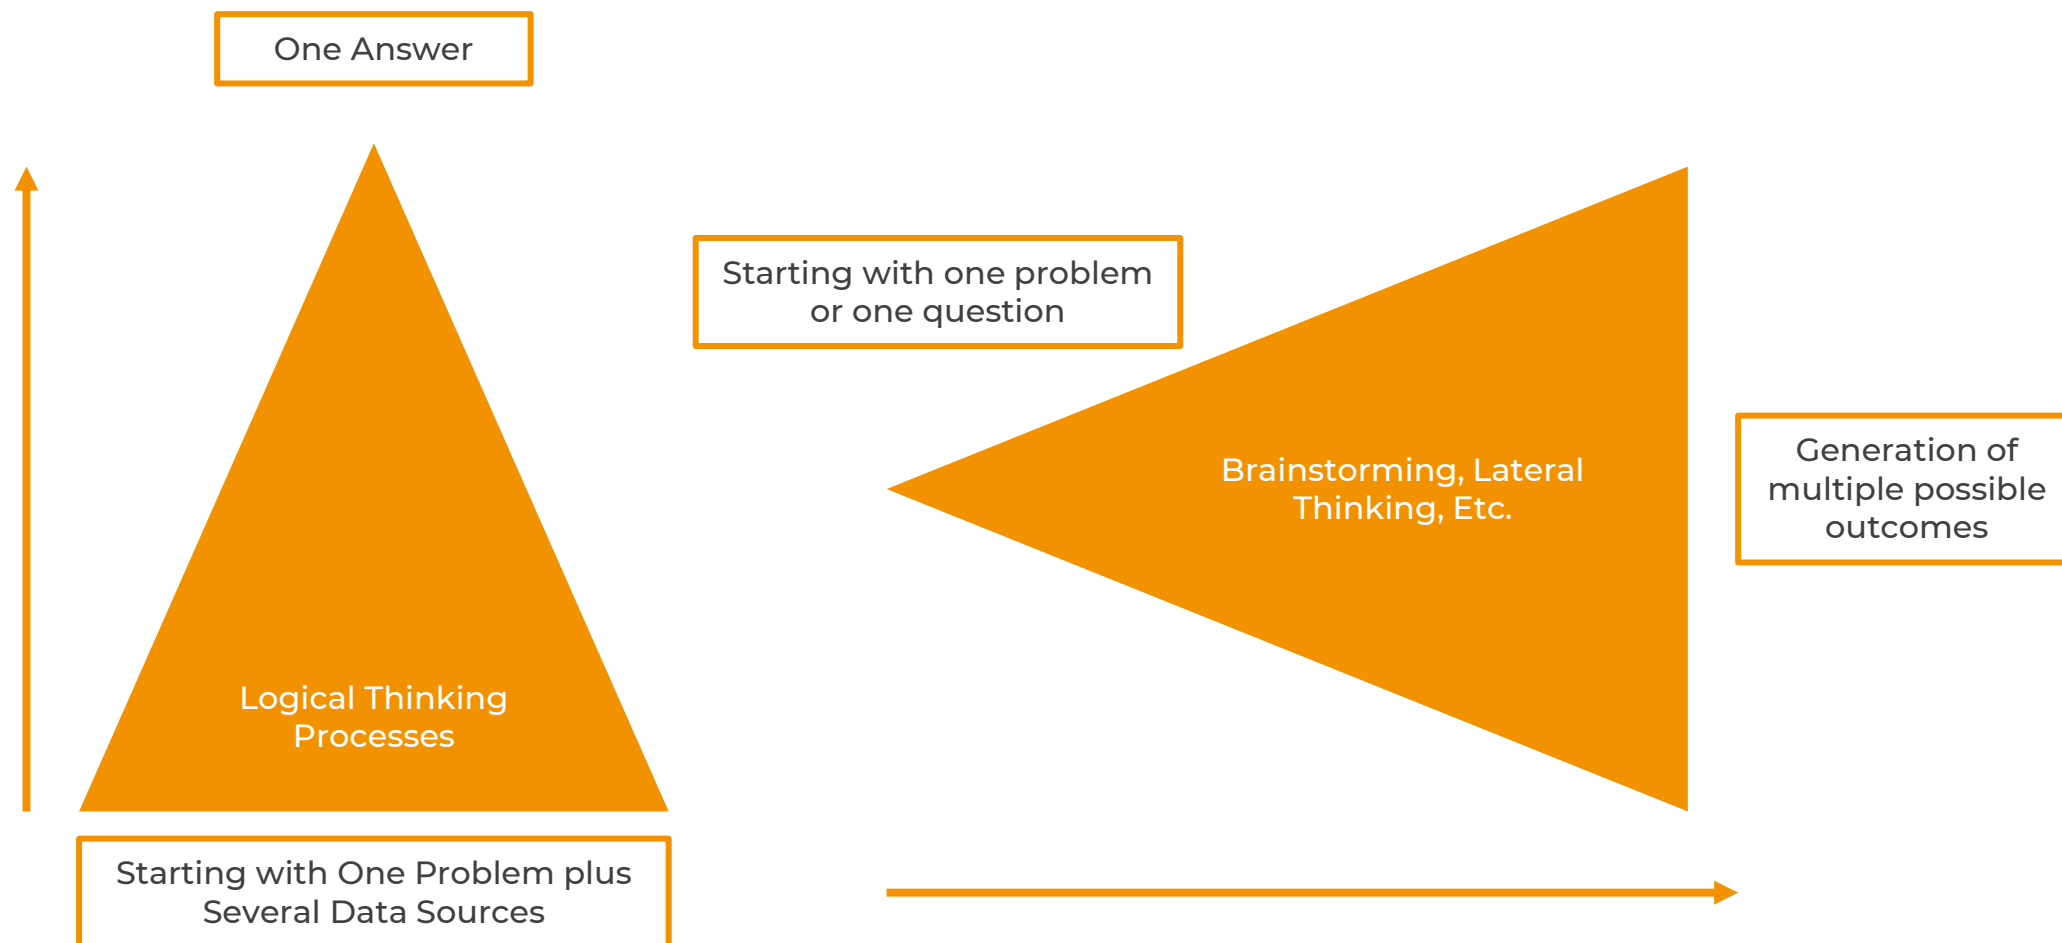 One Answer
Starting with one problem
or one question
Brainstorming, Lateral
Thinking, Etc.
Generation of
multiple possible
outcomes
Logical Thinking
Processes
Starting with One Problem plus
Several Data Sources